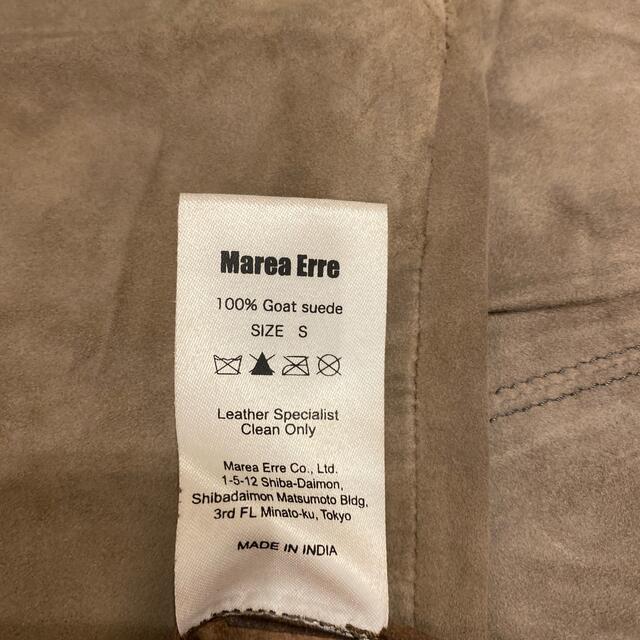 Marea Erre
100% Goat suede
SIZE S
Leather Specialist
Clean Only
Marea Erre Co., Ltd.
1-5-12 Shiba-Daimon,
Shibadaimon Matsumoto Bldg,
3rd FL Minato-ku, Tokyo
MADE IN INDIA